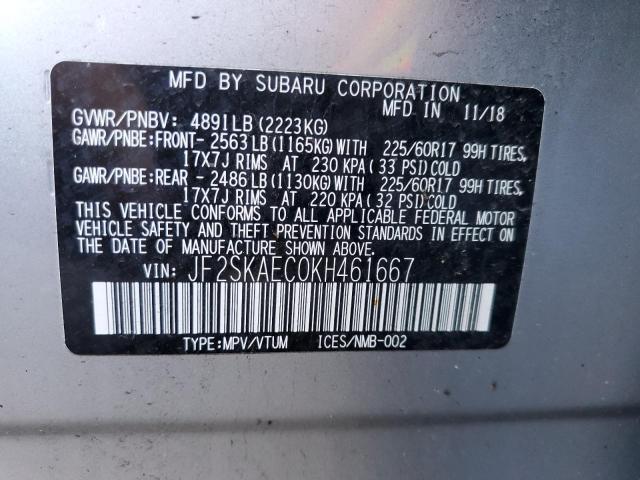 MFD BY SUBARU CORPORATION
MFD IN 11/18
GVWR/PNBV: 4891LB(2223KG)
GAWR/PNBE:FRONT- 2563LB(1165KG)WITH 225/60R17 99H TIRES,
17X7J RIMS AT 230 KPA( 33 PSI)COLD
GAWR/PNBE:REAR - 2486LB(1130KG)WITH 225/60R17 99H TIRES,
17X7J RIMS AT 220 KPA( 32 PSI)COLD
THIS VEHICLE CONFORMS TO ALL APPLICABLE FEDERAL MOTOR
VEHICLE SAFETY AND THEFT PREVENTION STANDARDS IN EFFECT ON
THE DATE OF MANUFACTURE SHOWN ABOVE.
VIN: JF2SKAEC0KH461667
TYPE:MPV/VTUM ICES/NMB-002